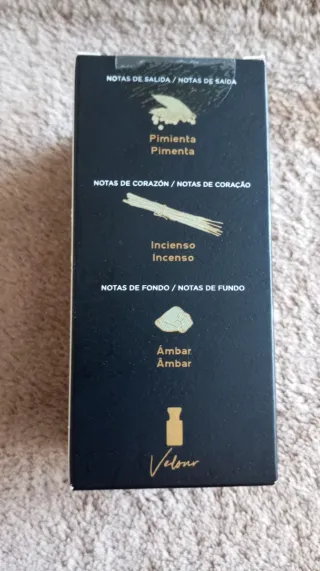 NOTAS DE SALIDA / NOTAS DE SAÍDA
Pimienta
Pimenta
NOTAS DE CORAZÓN / NOTAS DE CORAÇÃO
Incienso
Incenso
NOTAS DE FONDO / NOTAS DE FUNDO
Ámbar
Âmbar
Velour